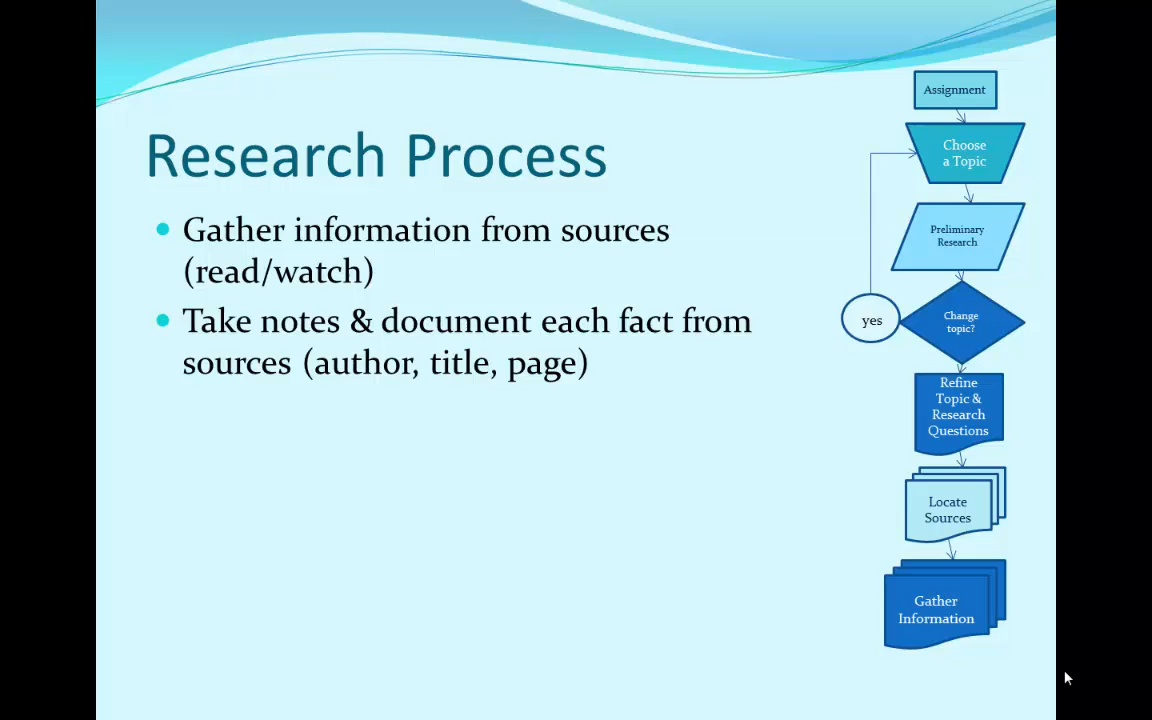 Research Process
Gather information from sources
(read/watch)
Take notes & document each fact from
sources (author, title, page)
Assignment
Choose
a Topic
Preliminary
Research
Change
topic?
yes
Refine
Topic &
Research
Questions
Locate
Sources
Gather
Information